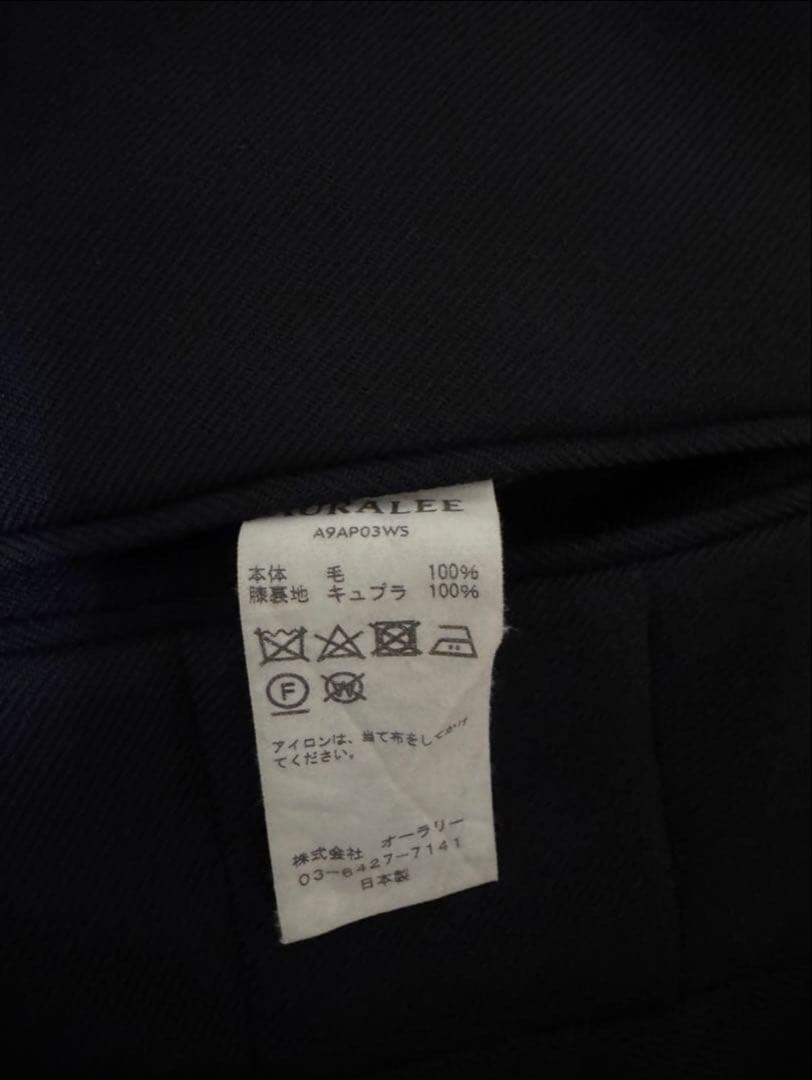 AURALEE
A9AP03WS
本体 毛 100%
膝裏地 キュプラ 100%
F W
アイロンは、当て布をしてかけ
てください。
株式会社 オーラリー
03-6427-7141
日本製